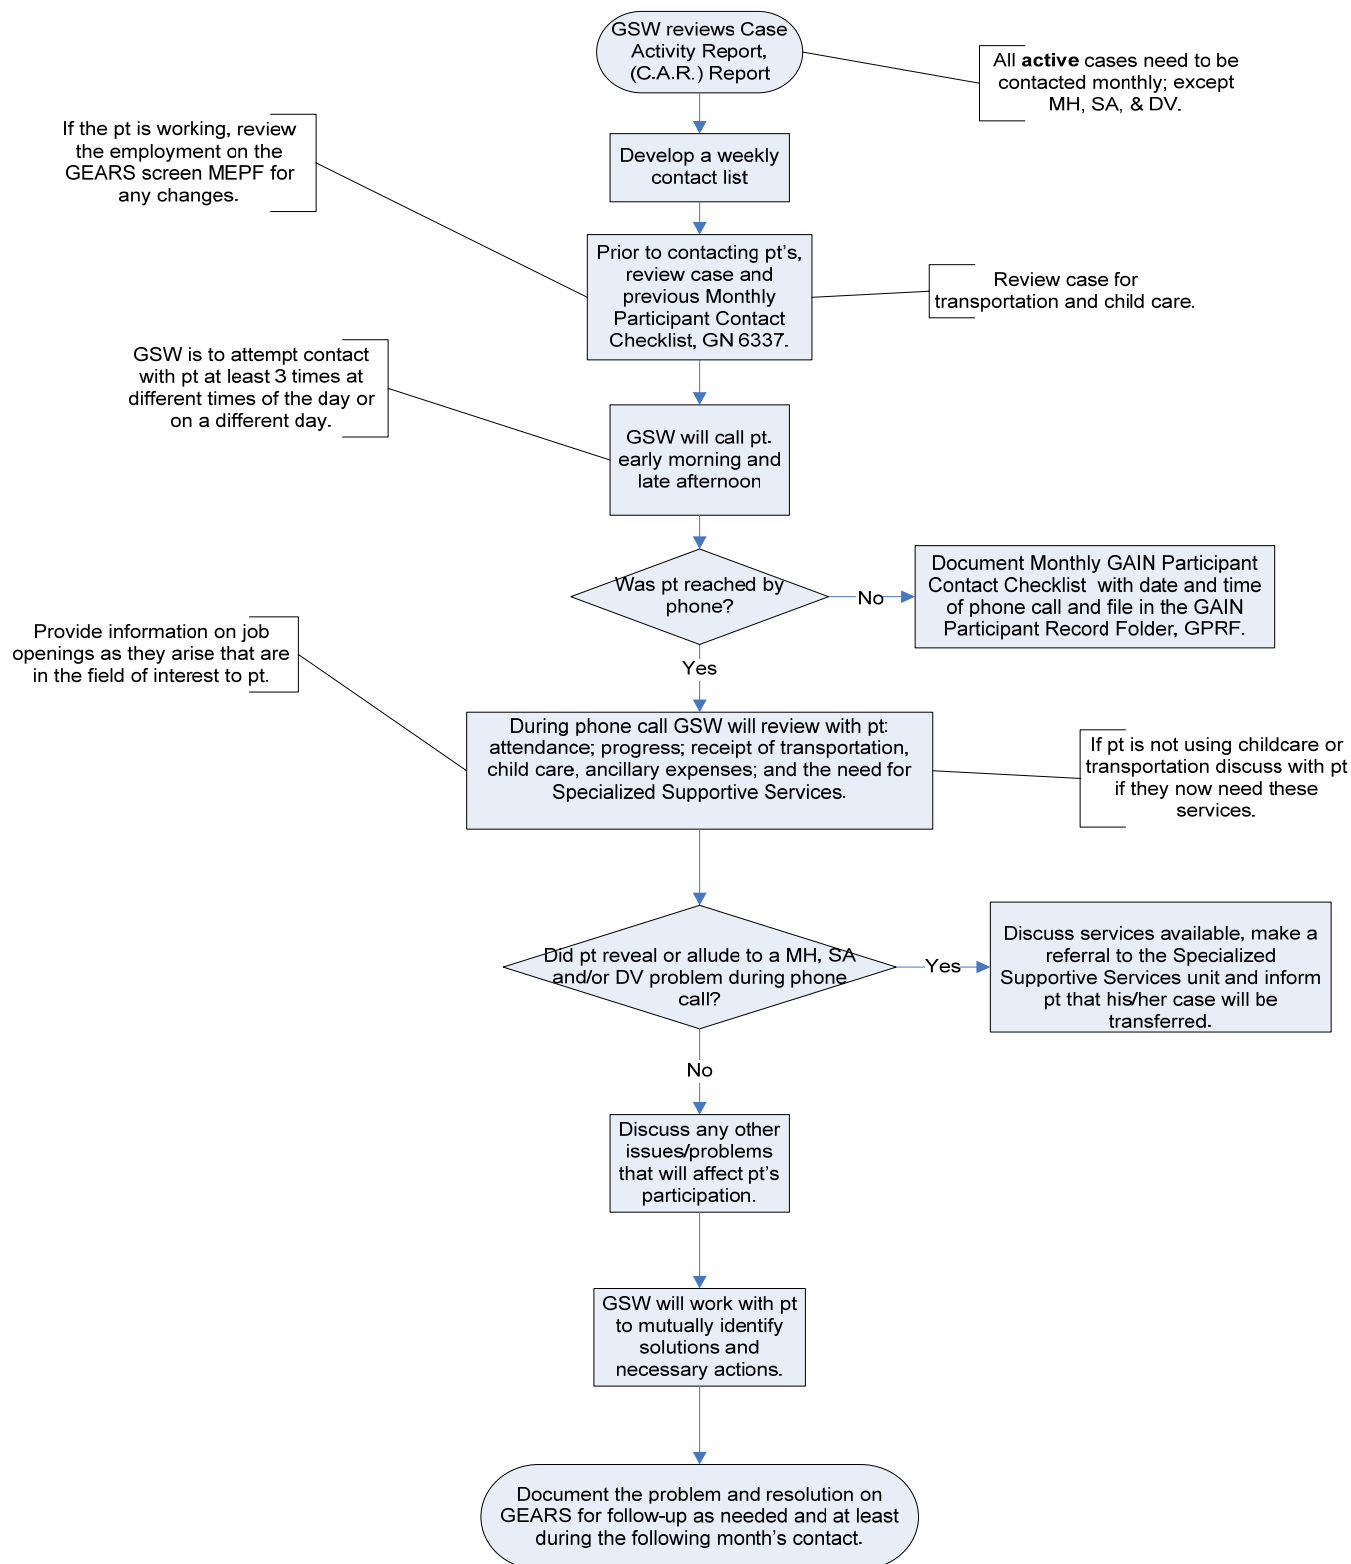 GSW reviews Case
Activity Report,
(C.A.R.) Report
All active cases need to be
contacted monthly; except
MH, SA, & DV.
If the pt is working, review
the employment on the
GEARS screen MEPF for
any changes.
Develop a weekly
contact list
Prior to contacting pt's,
review case and
previous Monthly
Participant Contact
Checklist, GN 6337.
Review case for
transportation and child care.
GSW is to attempt contact
with pt at least 3 times at
different times of the day or
on a different day.
GSW will call pt.
early morning and
late afternoon
Was pt reached by
phone?
No
Document Monthly GAIN Participant
Contact Checklist with date and time
of phone call and file in the GAIN
Participant Record Folder, GPRF.
Yes
Provide information on job
openings as they arise that are
in the field of interest to pt.
During phone call GSW will review with pt:
attendance; progress; receipt of transportation,
child care, ancillary expenses; and the need for
Specialized Supportive Services.
If pt is not using childcare or
transportation discuss with pt
if they now need these
services.
Did pt reveal or allude to a MH, SA
and/or DV problem during phone
call?
Yes
Discuss services available, make a
referral to the Specialized
Supportive Services unit and inform
pt that his/her case will be
transferred.
No
Discuss any other
issues/problems
that will affect pt's
participation.
GSW will work with pt
to mutually identify
solutions and
necessary actions.
Document the problem and resolution on
GEARS for follow-up as needed and at least
during the following month's contact.